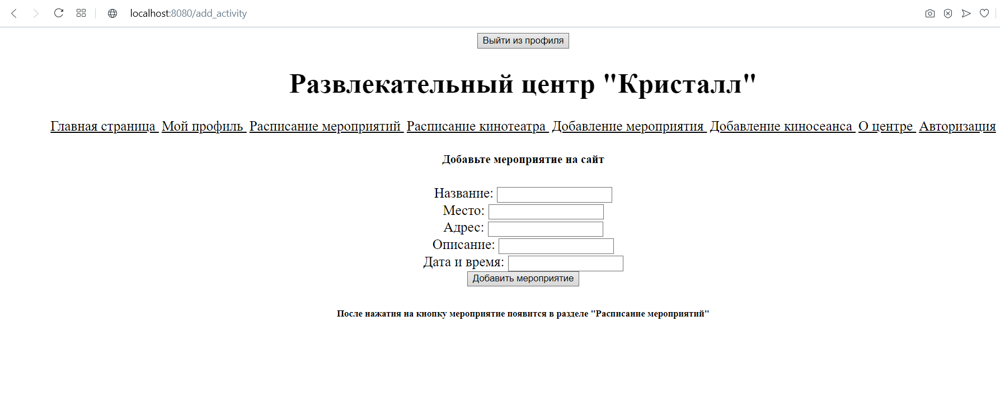 localhost:8080/add_activity
Выйти из профиля
Развлекательный центр "Кристалл"
Главная страница Мой профиль Расписание мероприятий Расписание кинотеатра Добавление мероприятия Добавление киносеанса О центре Авторизация
Добавьте мероприятие на сайт
Название:
Место:
Адрес:
Описание:
Дата и время:
Добавить мероприятие
После нажатия на кнопку мероприятие появится в разделе "Расписание мероприятий"